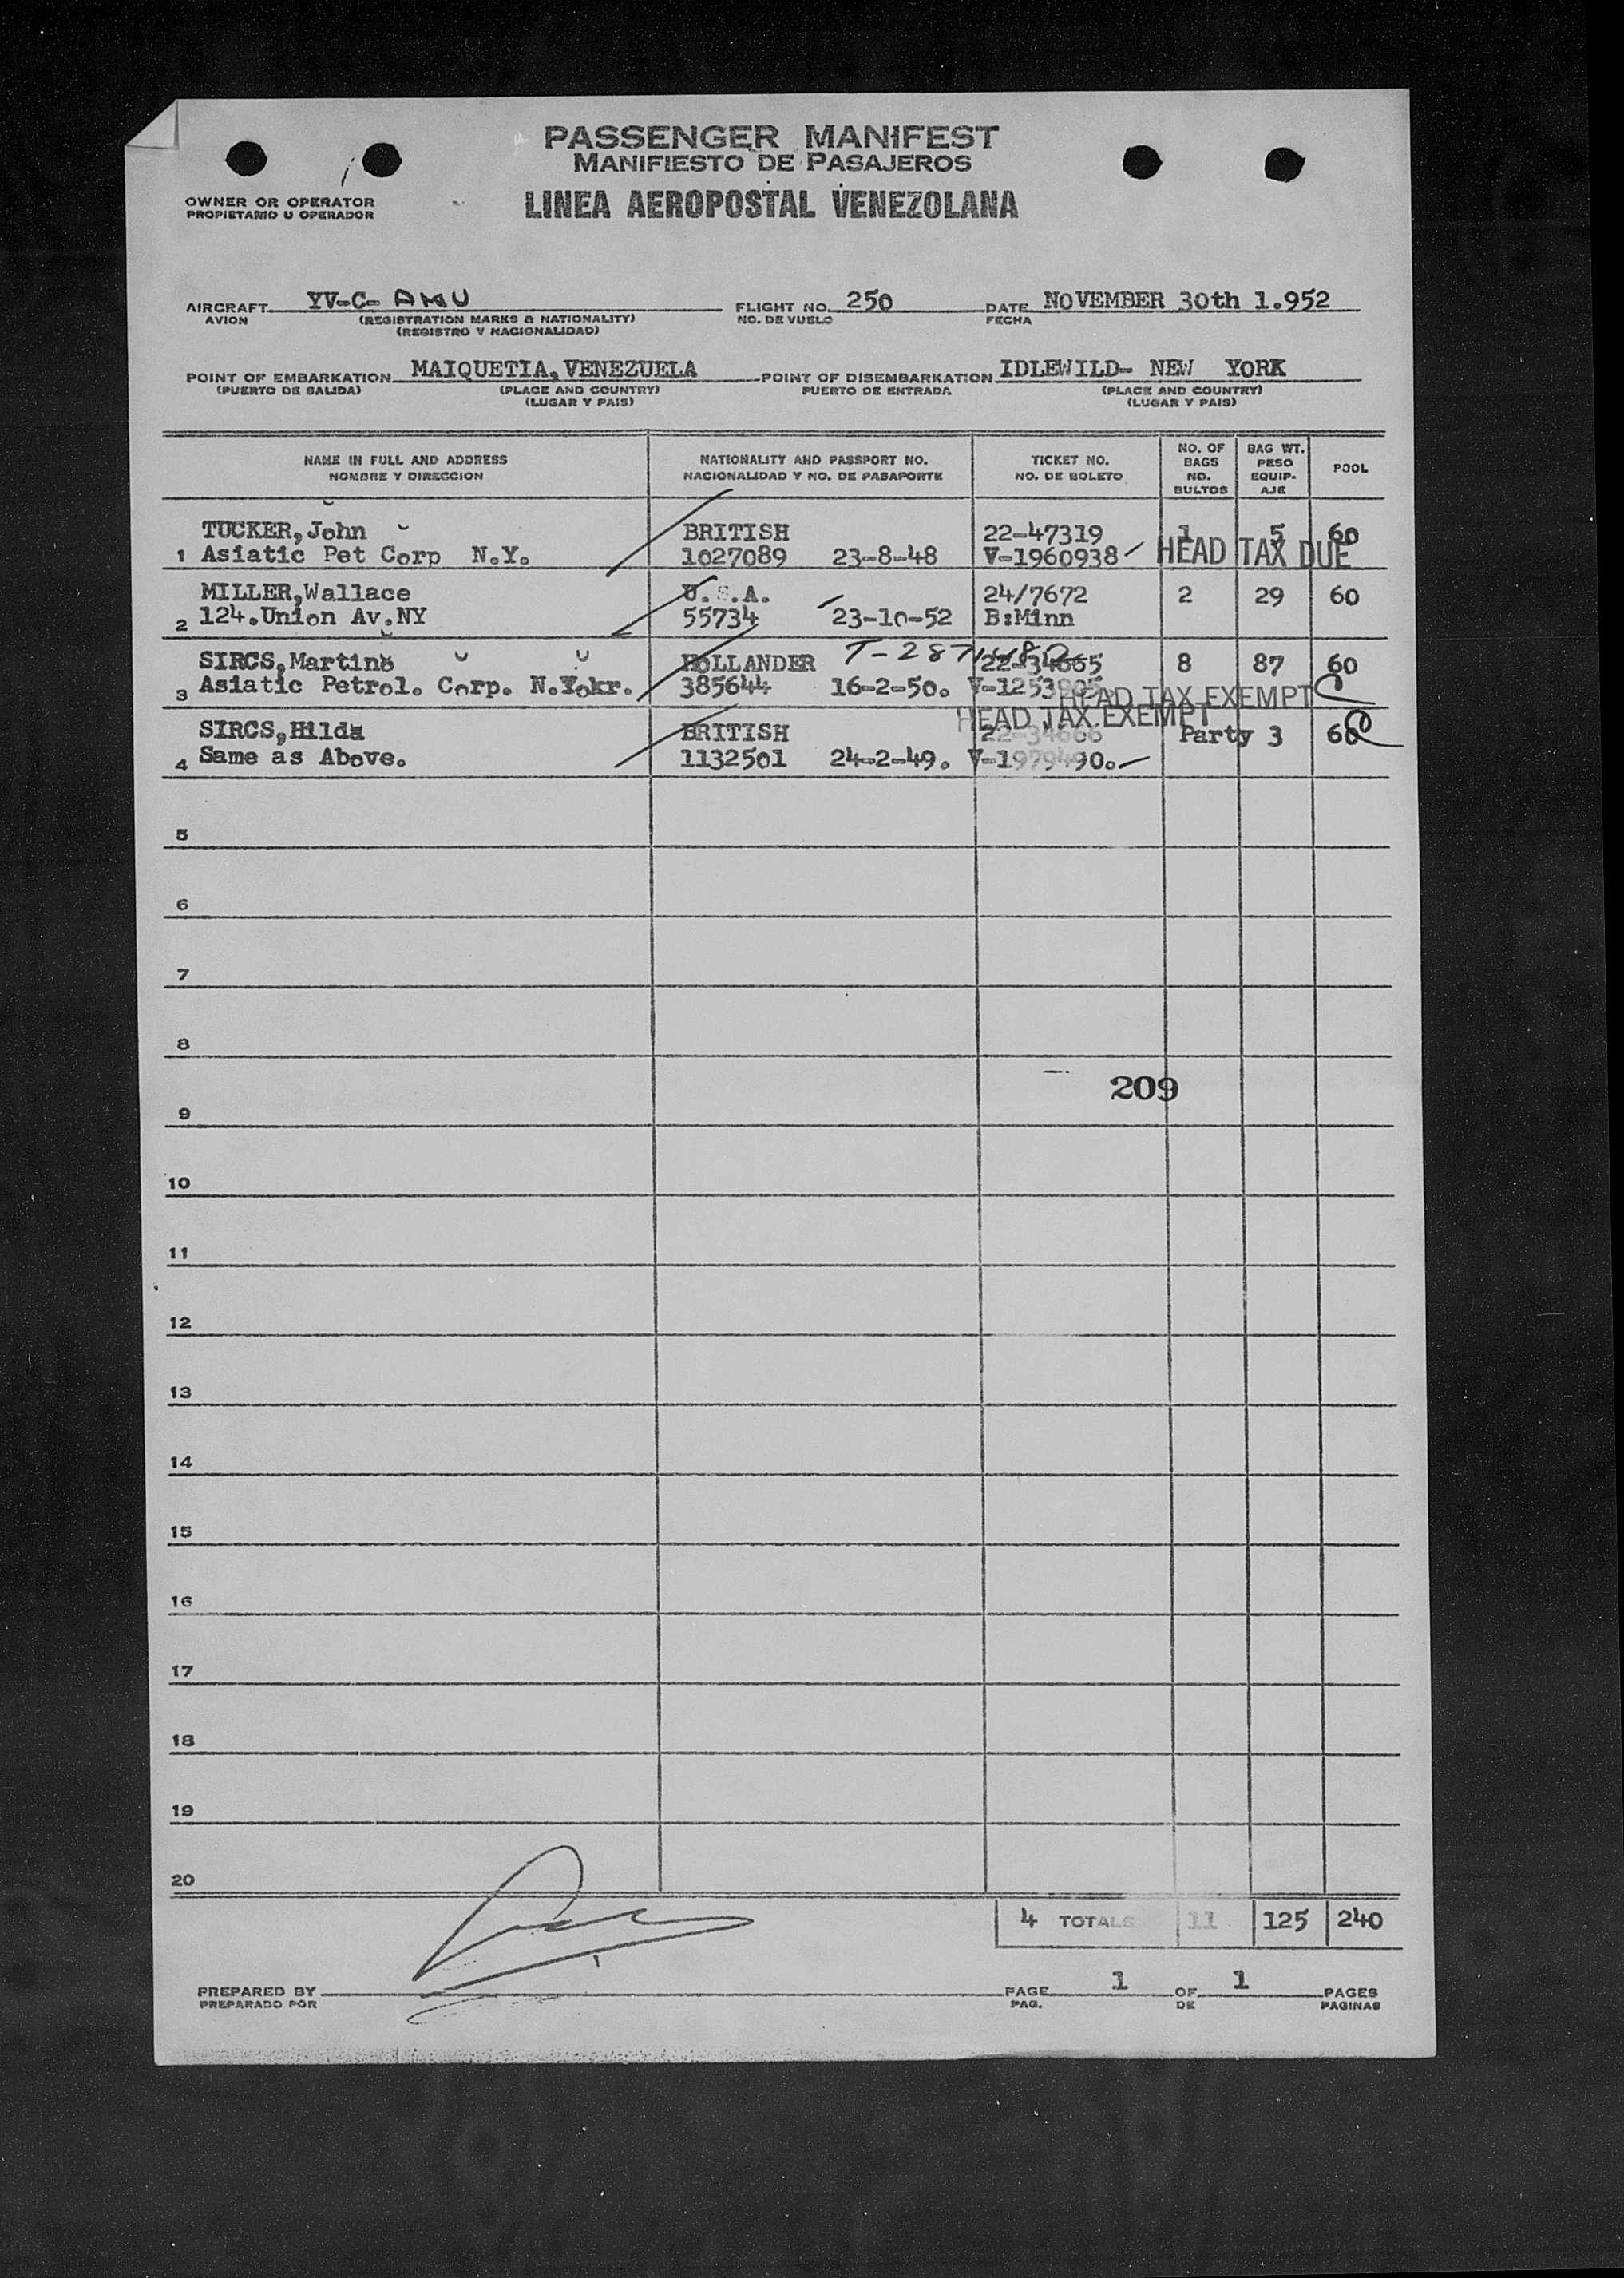 PASSENGER MANIFEST
MANIFIESTO DE PASAJEROS
OWNER OR OPERATOR
PROPIETARIO U OPERADOR
LINEA AEROPOSTAL VENEZOLANA
AIRCRAFT YV-C- AMU FLIGHT NO. 250 DATE NOVEMBER 30th 1.952
AVION (REGISTRATION MARKS & NATIONALITY) NO. DE VUELO FECHA
(REGISTRO Y NACIONALIDAD)
POINT OF EMBARKATION MAIQUETIA, VENEZUELA POINT OF DISEMBARKATION IDLEWILD- NEW YORK
(PUERTO DE SALIDA) (PLACE AND COUNTRY) PUERTO DE ENTRADA (PLACE AND COUNTRY)
(LUGAR Y PAIS) (LUGAR Y PAIS)
NAME IN FULL AND ADDRESS
NOMBRE Y DIRECCION
NATIONALITY AND PASSPORT NO.
NACIONALIDAD Y NO. DE PASAPORTE
TICKET NO.
NO. DE BOLETO
NO. OF
BAGS
NO.
BULTOS
BAG WT.
PESO
EQUIP-
AJE
POOL
TUCKER, John BRITISH 22-47319 1 5 60
1 Asiatic Pet Corp N.Y. 1027089 23-8-48 V-1960938 HEAD TAX DUE
MILLER, Wallace U.S.A. 24/7672 2 29 60
2 124.Union Av.NY 55734 23-10-52 B:Minn
SIRCS, Martin HOLLANDER 22-34665 8 87 60
3 Asiatic Petrol. Corp. N.Yokr. 385644 16-2-50.
HEAD TAX EXEMPT
HEAD TAX EXEMPT
SIRCS, Hilda BRITISH 22-34666 Party 3 60
4 Same as Above. 1132501 24-2-49. V-1979490.
5
6
7
8
209
9
10
11
12
13
14
15
16
17
18
19
20
4 TOTALS 11 125 240
PREPARED BY PAGE 1 OF 1 PAGES
PREPARADO POR PAG. DE PAGINAS